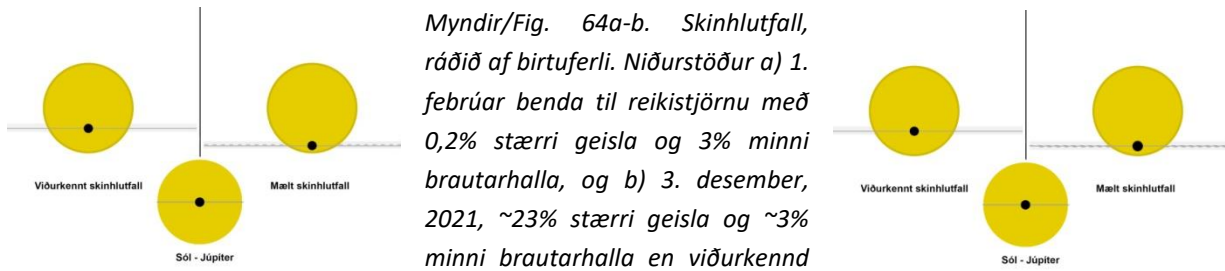 Viðurkennt skinhlutfall
Mælt skinhlutfall
Sól - Júpíter
Myndir/Fig. 64a-b. Skinhlutfall,
ráðið af birtuferli. Niðurstöður a) 1.
febrúar benda til reikistjörnu með
0,2% stærri geisla og 3% minni
brautarhalla, og b) 3. desember,
2021, ~23% stærri geisla og ~3%
minni brautarhalla en viðurkennd
Viðurkennt skinhlutfall
Mælt skinhlutfall
Sól - Júpíter